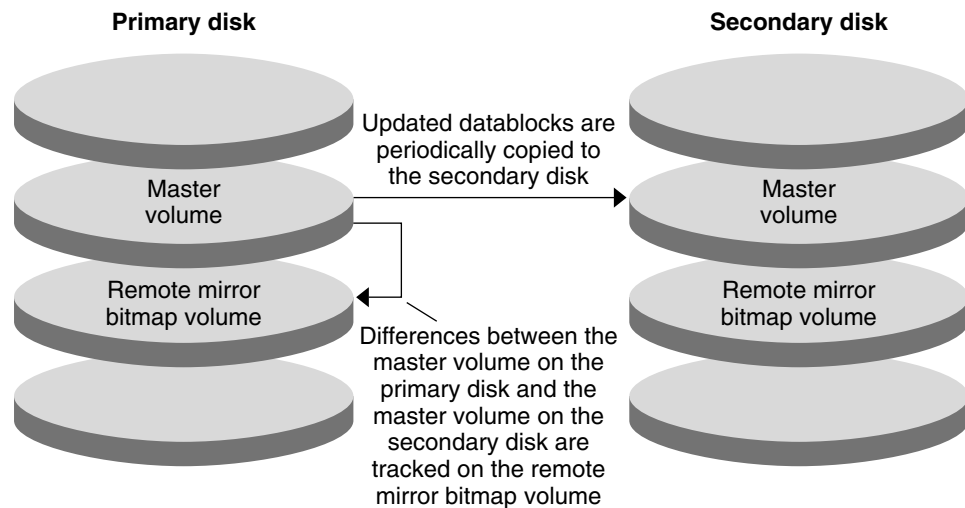 Primary disk
Secondary disk
Updated datablocks are
periodically copied to
the secondary disk
Master
volume
Master
volume
Remote mirror
bitmap volume
Remote mirror
bitmap volume
Differences between the
master volume on the
primary disk and the
master volume on the
secondary disk are
tracked on the remote
mirror bitmap volume